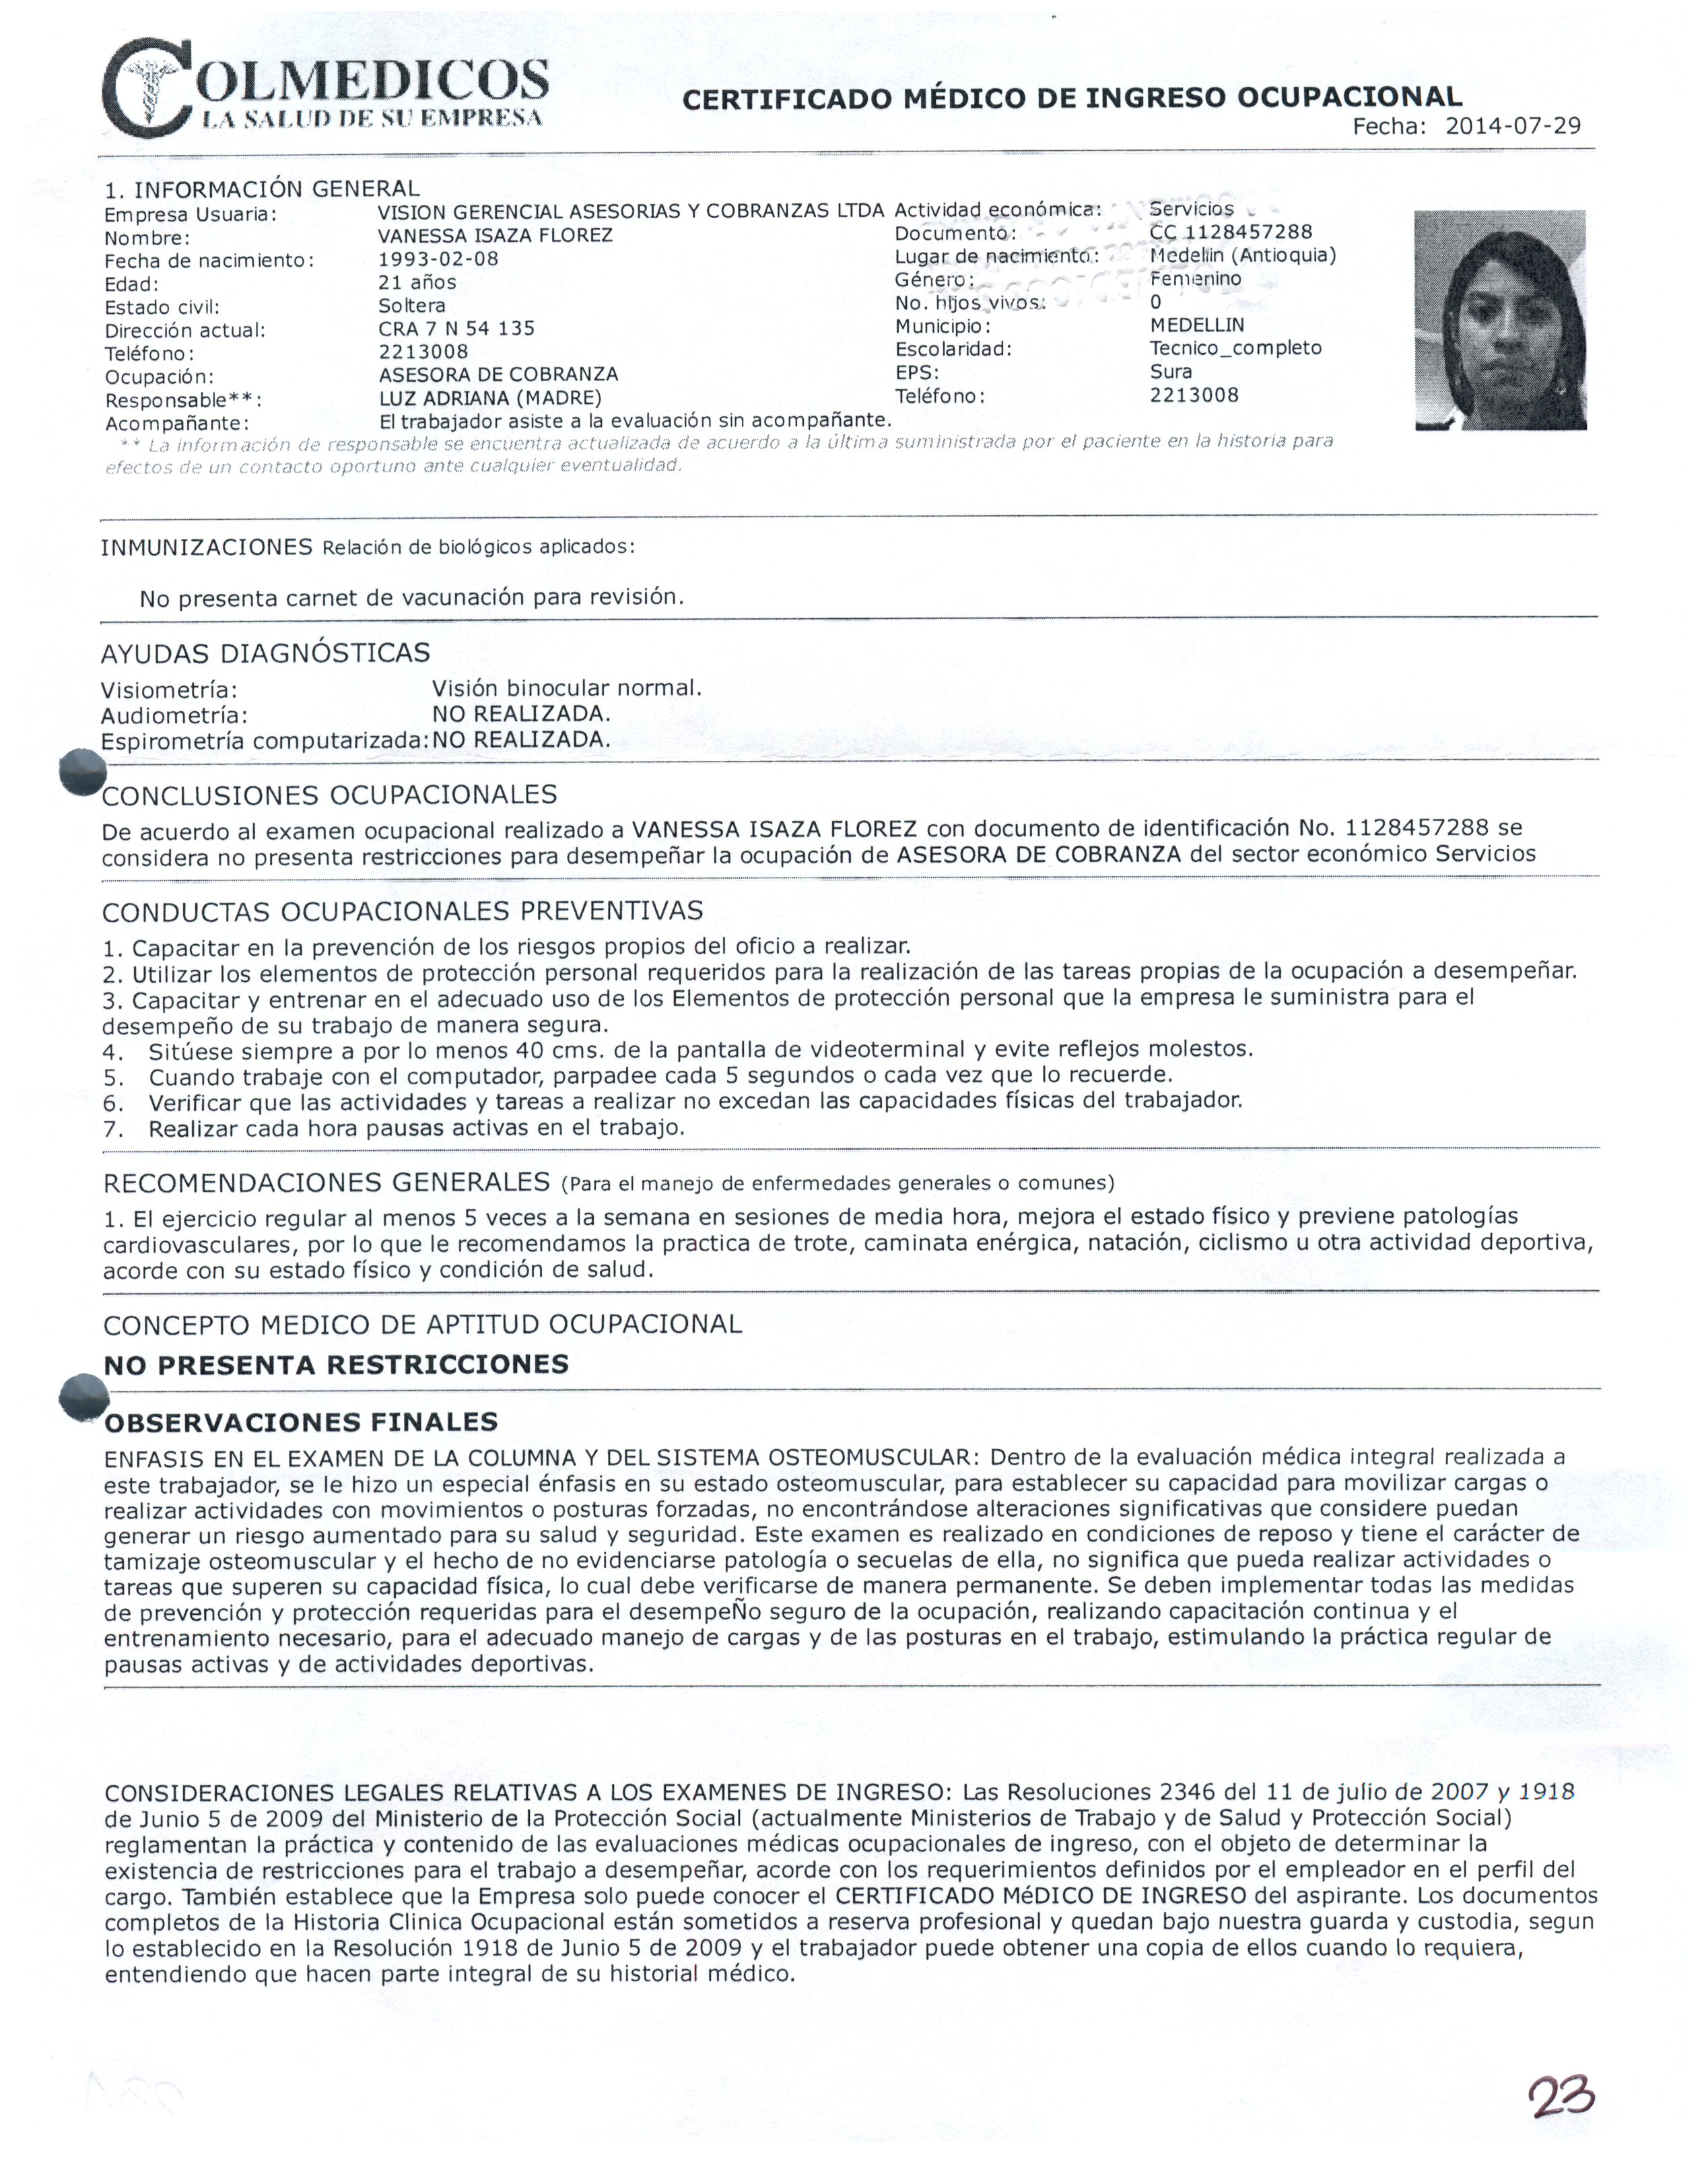 COLMEDICOS
LA SALUD DE SU EMPRESA
CERTIFICADO MÉDICO DE INGRESO OCUPACIONAL
Fecha: 2014-07-29
1. INFORMACIÓN GENERAL
Empresa Usuaria: VISION GERENCIAL ASESORIAS Y COBRANZAS LTDA Actividad económica: Servicios
Nombre: VANESSA ISAZA FLOREZ Documento: CC 1128457288
Fecha de nacimiento: 1993-02-08 Lugar de nacimiento: Medellin (Antioquia)
Edad: 21 años Género: Femenino
Estado civil: Soltera No. hijos vivos: 0
Dirección actual: CRA 7 N 54 135 Municipio: MEDELLIN
Teléfono: 2213008 Escolaridad: Tecnico_completo
Ocupación: ASESORA DE COBRANZA EPS: Sura
Responsable**: LUZ ADRIANA (MADRE) Teléfono: 2213008
Acompañante: El trabajador asiste a la evaluación sin acompañante.
** La información de responsable se encuentra actualizada de acuerdo a la última suministrada por el paciente en la historia para
efectos de un contacto oportuno ante cualquier eventualidad.
INMUNIZACIONES Relación de biológicos aplicados:
No presenta carnet de vacunación para revisión.
AYUDAS DIAGNÓSTICAS
Visiometría: Visión binocular normal.
Audiometría: NO REALIZADA.
Espirometría computarizada: NO REALIZADA.
CONCLUSIONES OCUPACIONALES
De acuerdo al examen ocupacional realizado a VANESSA ISAZA FLOREZ con documento de identificación No. 1128457288 se
considera no presenta restricciones para desempeñar la ocupación de ASESORA DE COBRANZA del sector económico Servicios
CONDUCTAS OCUPACIONALES PREVENTIVAS
1. Capacitar en la prevención de los riesgos propios del oficio a realizar.
2. Utilizar los elementos de protección personal requeridos para la realización de las tareas propias de la ocupación a desempeñar.
3. Capacitar y entrenar en el adecuado uso de los Elementos de protección personal que la empresa le suministra para el
desempeño de su trabajo de manera segura.
4. Sitúese siempre a por lo menos 40 cms. de la pantalla de videoterminal y evite reflejos molestos.
5. Cuando trabaje con el computador, parpadee cada 5 segundos o cada vez que lo recuerde.
6. Verificar que las actividades y tareas a realizar no excedan las capacidades físicas del trabajador.
7. Realizar cada hora pausas activas en el trabajo.
RECOMENDACIONES GENERALES (Para el manejo de enfermedades generales o comunes)
1. El ejercicio regular al menos 5 veces a la semana en sesiones de media hora, mejora el estado físico y previene patologías
cardiovasculares, por lo que le recomendamos la practica de trote, caminata enérgica, natación, ciclismo u otra actividad deportiva,
acorde con su estado físico y condición de salud.
CONCEPTO MEDICO DE APTITUD OCUPACIONAL
NO PRESENTA RESTRICCIONES
OBSERVACIONES FINALES
ENFASIS EN EL EXAMEN DE LA COLUMNA Y DEL SISTEMA OSTEOMUSCULAR: Dentro de la evaluación médica integral realizada a
este trabajador, se le hizo un especial énfasis en su estado osteomuscular, para establecer su capacidad para movilizar cargas o
realizar actividades con movimientos o posturas forzadas, no encontrándose alteraciones significativas que considere puedan
generar un riesgo aumentado para su salud y seguridad. Este examen es realizado en condiciones de reposo y tiene el carácter de
tamizaje osteomuscular y el hecho de no evidenciarse patología o secuelas de ella, no significa que pueda realizar actividades o
tareas que superen su capacidad física, lo cual debe verificarse de manera permanente. Se deben implementar todas las medidas
de prevención y protección requeridas para el desempeÑo seguro de la ocupación, realizando capacitación continua y el
entrenamiento necesario, para el adecuado manejo de cargas y de las posturas en el trabajo, estimulando la práctica regular de
pausas activas y de actividades deportivas.
CONSIDERACIONES LEGALES RELATIVAS A LOS EXAMENES DE INGRESO: Las Resoluciones 2346 del 11 de julio de 2007 y 1918
de Junio 5 de 2009 del Ministerio de la Protección Social (actualmente Ministerios de Trabajo y de Salud y Protección Social)
reglamentan la práctica y contenido de las evaluaciones médicas ocupacionales de ingreso, con el objeto de determinar la
existencia de restricciones para el trabajo a desempeñar, acorde con los requerimientos definidos por el empleador en el perfil del
cargo. También establece que la Empresa solo puede conocer el CERTIFICADO MéDICO DE INGRESO del aspirante. Los documentos
completos de la Historia Clinica Ocupacional están sometidos a reserva profesional y quedan bajo nuestra guarda y custodia, segun
lo establecido en la Resolución 1918 de Junio 5 de 2009 y el trabajador puede obtener una copia de ellos cuando lo requiera,
entendiendo que hacen parte integral de su historial médico.
23